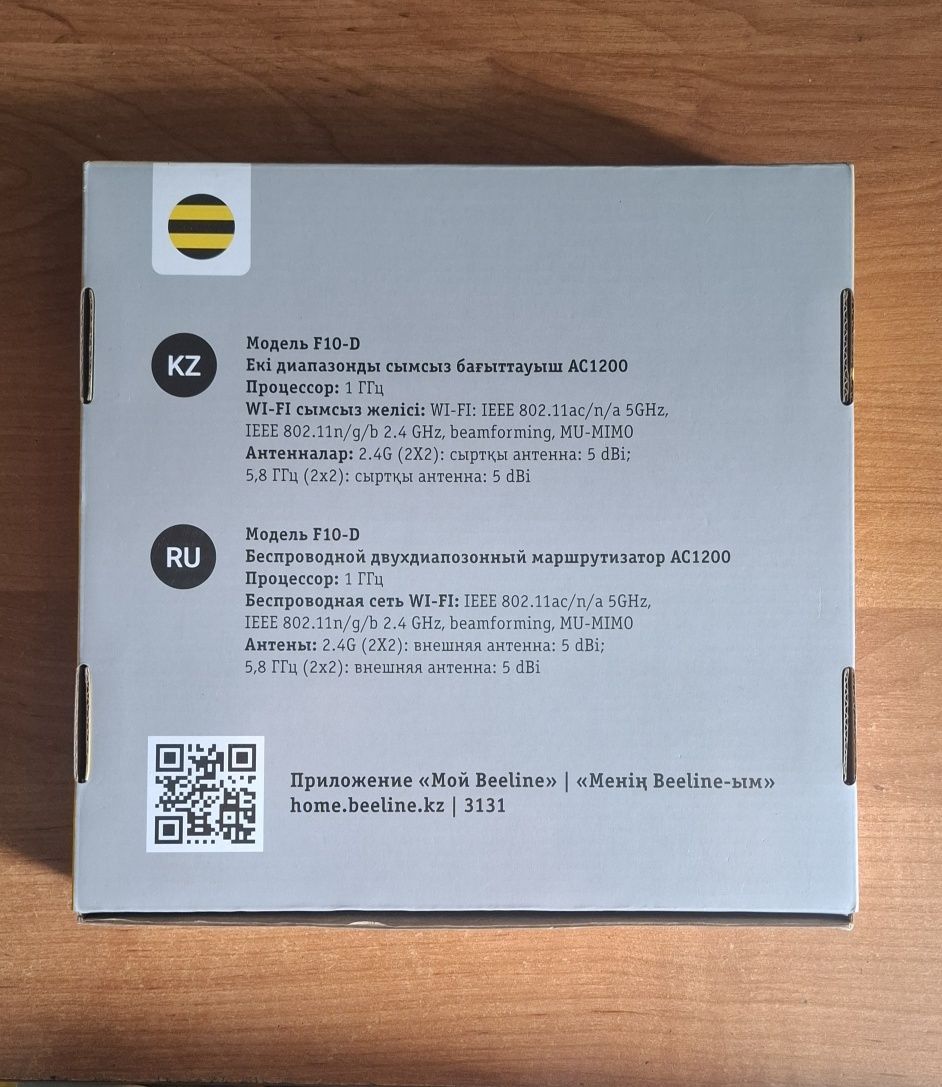 KZ
Модель F10-D
Екі диапазонды сымсыз бағыттауыш AC1200
Процессор: 1 ГГц
WI-FI сымсыз желісі: WI-FI: IEEE 802.11ac/n/a 5GHz,
IEEE 802.11n/g/b 2.4 GHz, beamforming, MU-MIMO
Антенналар: 2.4G (2X2): сыртқы антенна: 5 dBi;
5,8 ГГц (2x2): сыртқы антенна: 5 dBi
RU
Модель F10-D
Беспроводной двухдиапозонный маршрутизатор AC1200
Процессор: 1 ГГц
Беспроводная сеть WI-FI: IEEE 802.11ac/n/a 5GHz,
IEEE 802.11n/g/b 2.4 GHz, beamforming, MU-MIMO
Антены: 2.4G (2X2): внешняя антенна: 5 dBi;
5,8 ГГц (2x2): внешняя антенна: 5 dBi
Приложение «Мой Beeline» | «Менің Beeline-ым»
home.beeline.kz | 3131